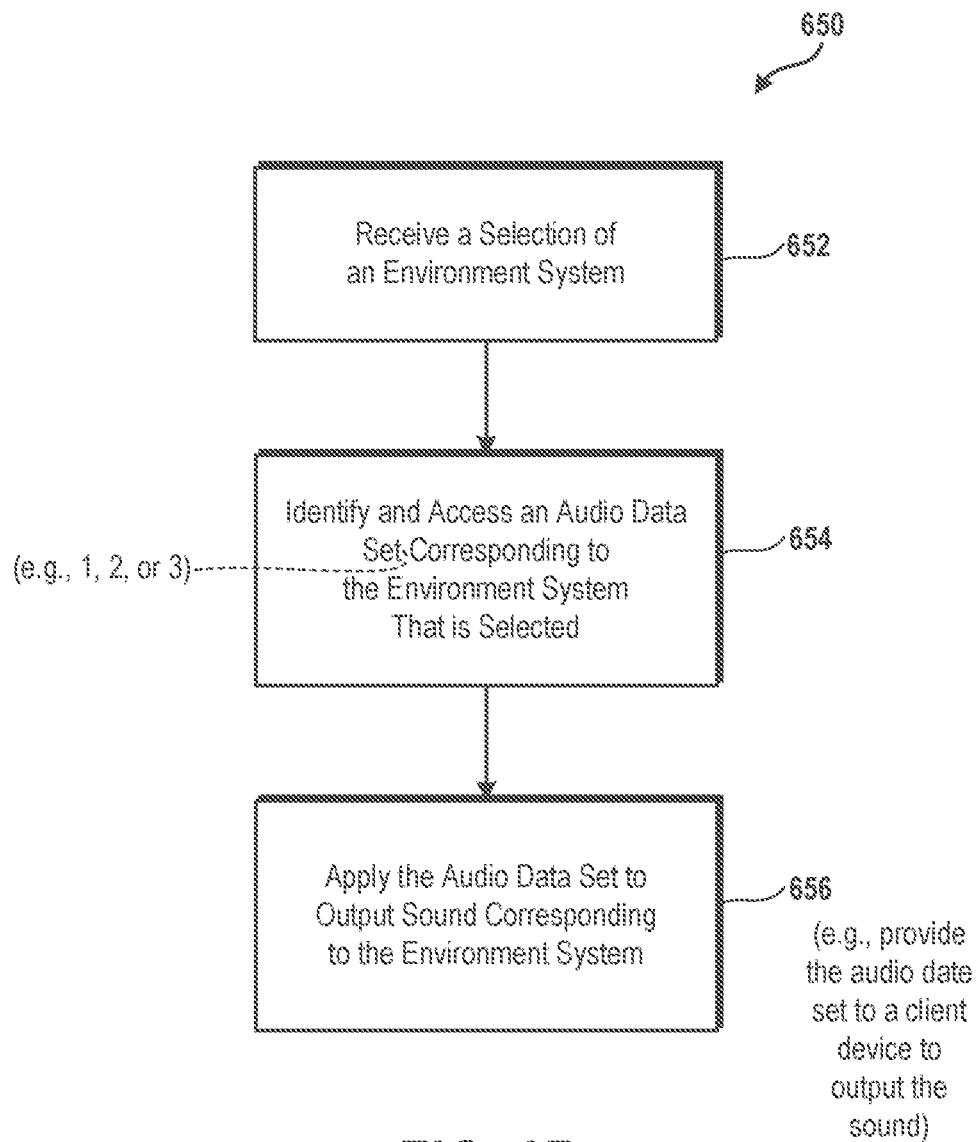 650
Receive a Selection of
an Environment System
652
Identify and Access an Audio Data
Set Corresponding to
the Environment System
That is Selected
654
(e.g., 1, 2, or 3)
Apply the Audio Data Set to
Output Sound Corresponding
to the Environment System
656
(e.g., provide
the audio date
set to a client
device to
output the
sound)